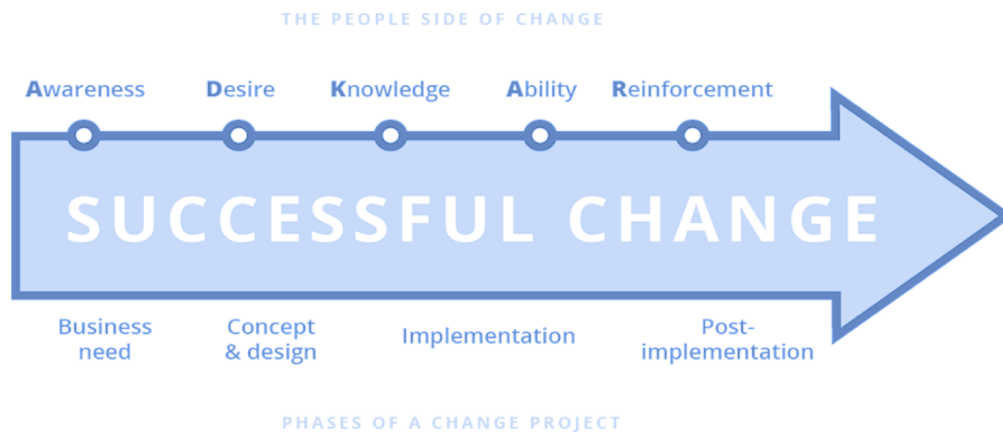 THE PEOPLE SIDE OF CHANGE
Awareness
Desire
Knowledge
Ability
Reinforcement
SUCCESSFUL CHANGE
Business
need
Concept
& design
Implementation
Post-
implementation
PHASES OF A CHANGE PROJECT